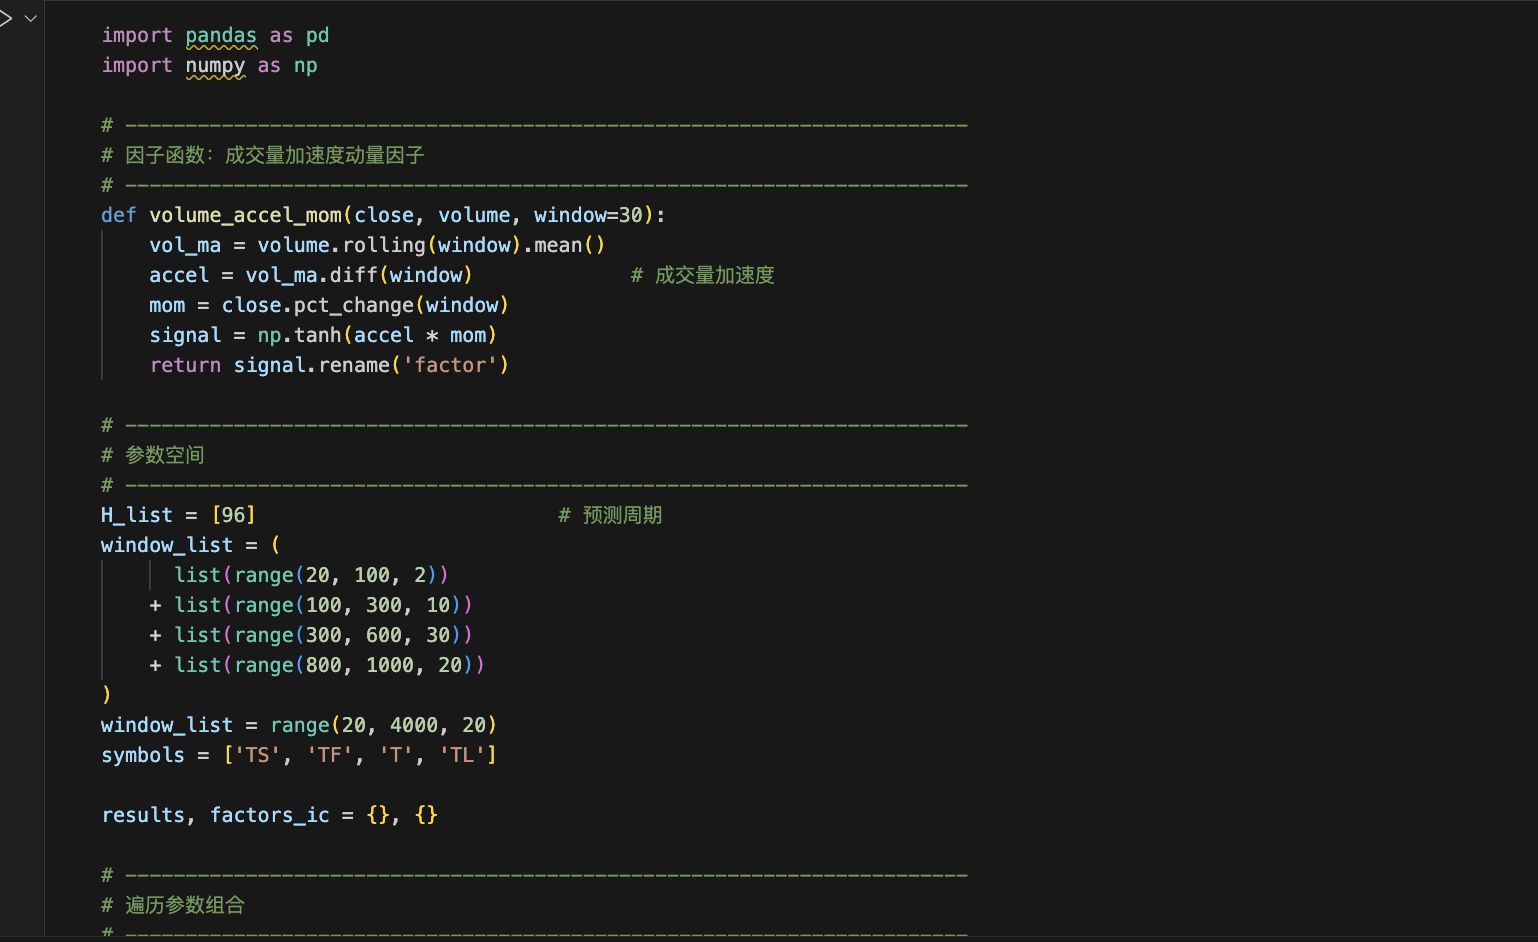 import pandas as pd
import numpy as np
# ----------------------------------------------------------------------
# 因子函数：成交量加速度动量因子
# ----------------------------------------------------------------------
def volume_accel_mom(close, volume, window=30):
    vol_ma = volume.rolling(window).mean()
    accel = vol_ma.diff(window)             # 成交量加速度
    mom = close.pct_change(window)
    signal = np.tanh(accel * mom)
    return signal.rename('factor')
# ----------------------------------------------------------------------
# 参数空间
# ----------------------------------------------------------------------
H_list = [96]                         # 预测周期
window_list = (
      list(range(20, 100, 2))
    + list(range(100, 300, 10))
    + list(range(300, 600, 30))
    + list(range(800, 1000, 20))
)
window_list = range(20, 4000, 20)
symbols = ['TS', 'TF', 'T', 'TL']
results, factors_ic = {}, {}
# ----------------------------------------------------------------------
# 遍历参数组合
# ----------------------------------------------------------------------